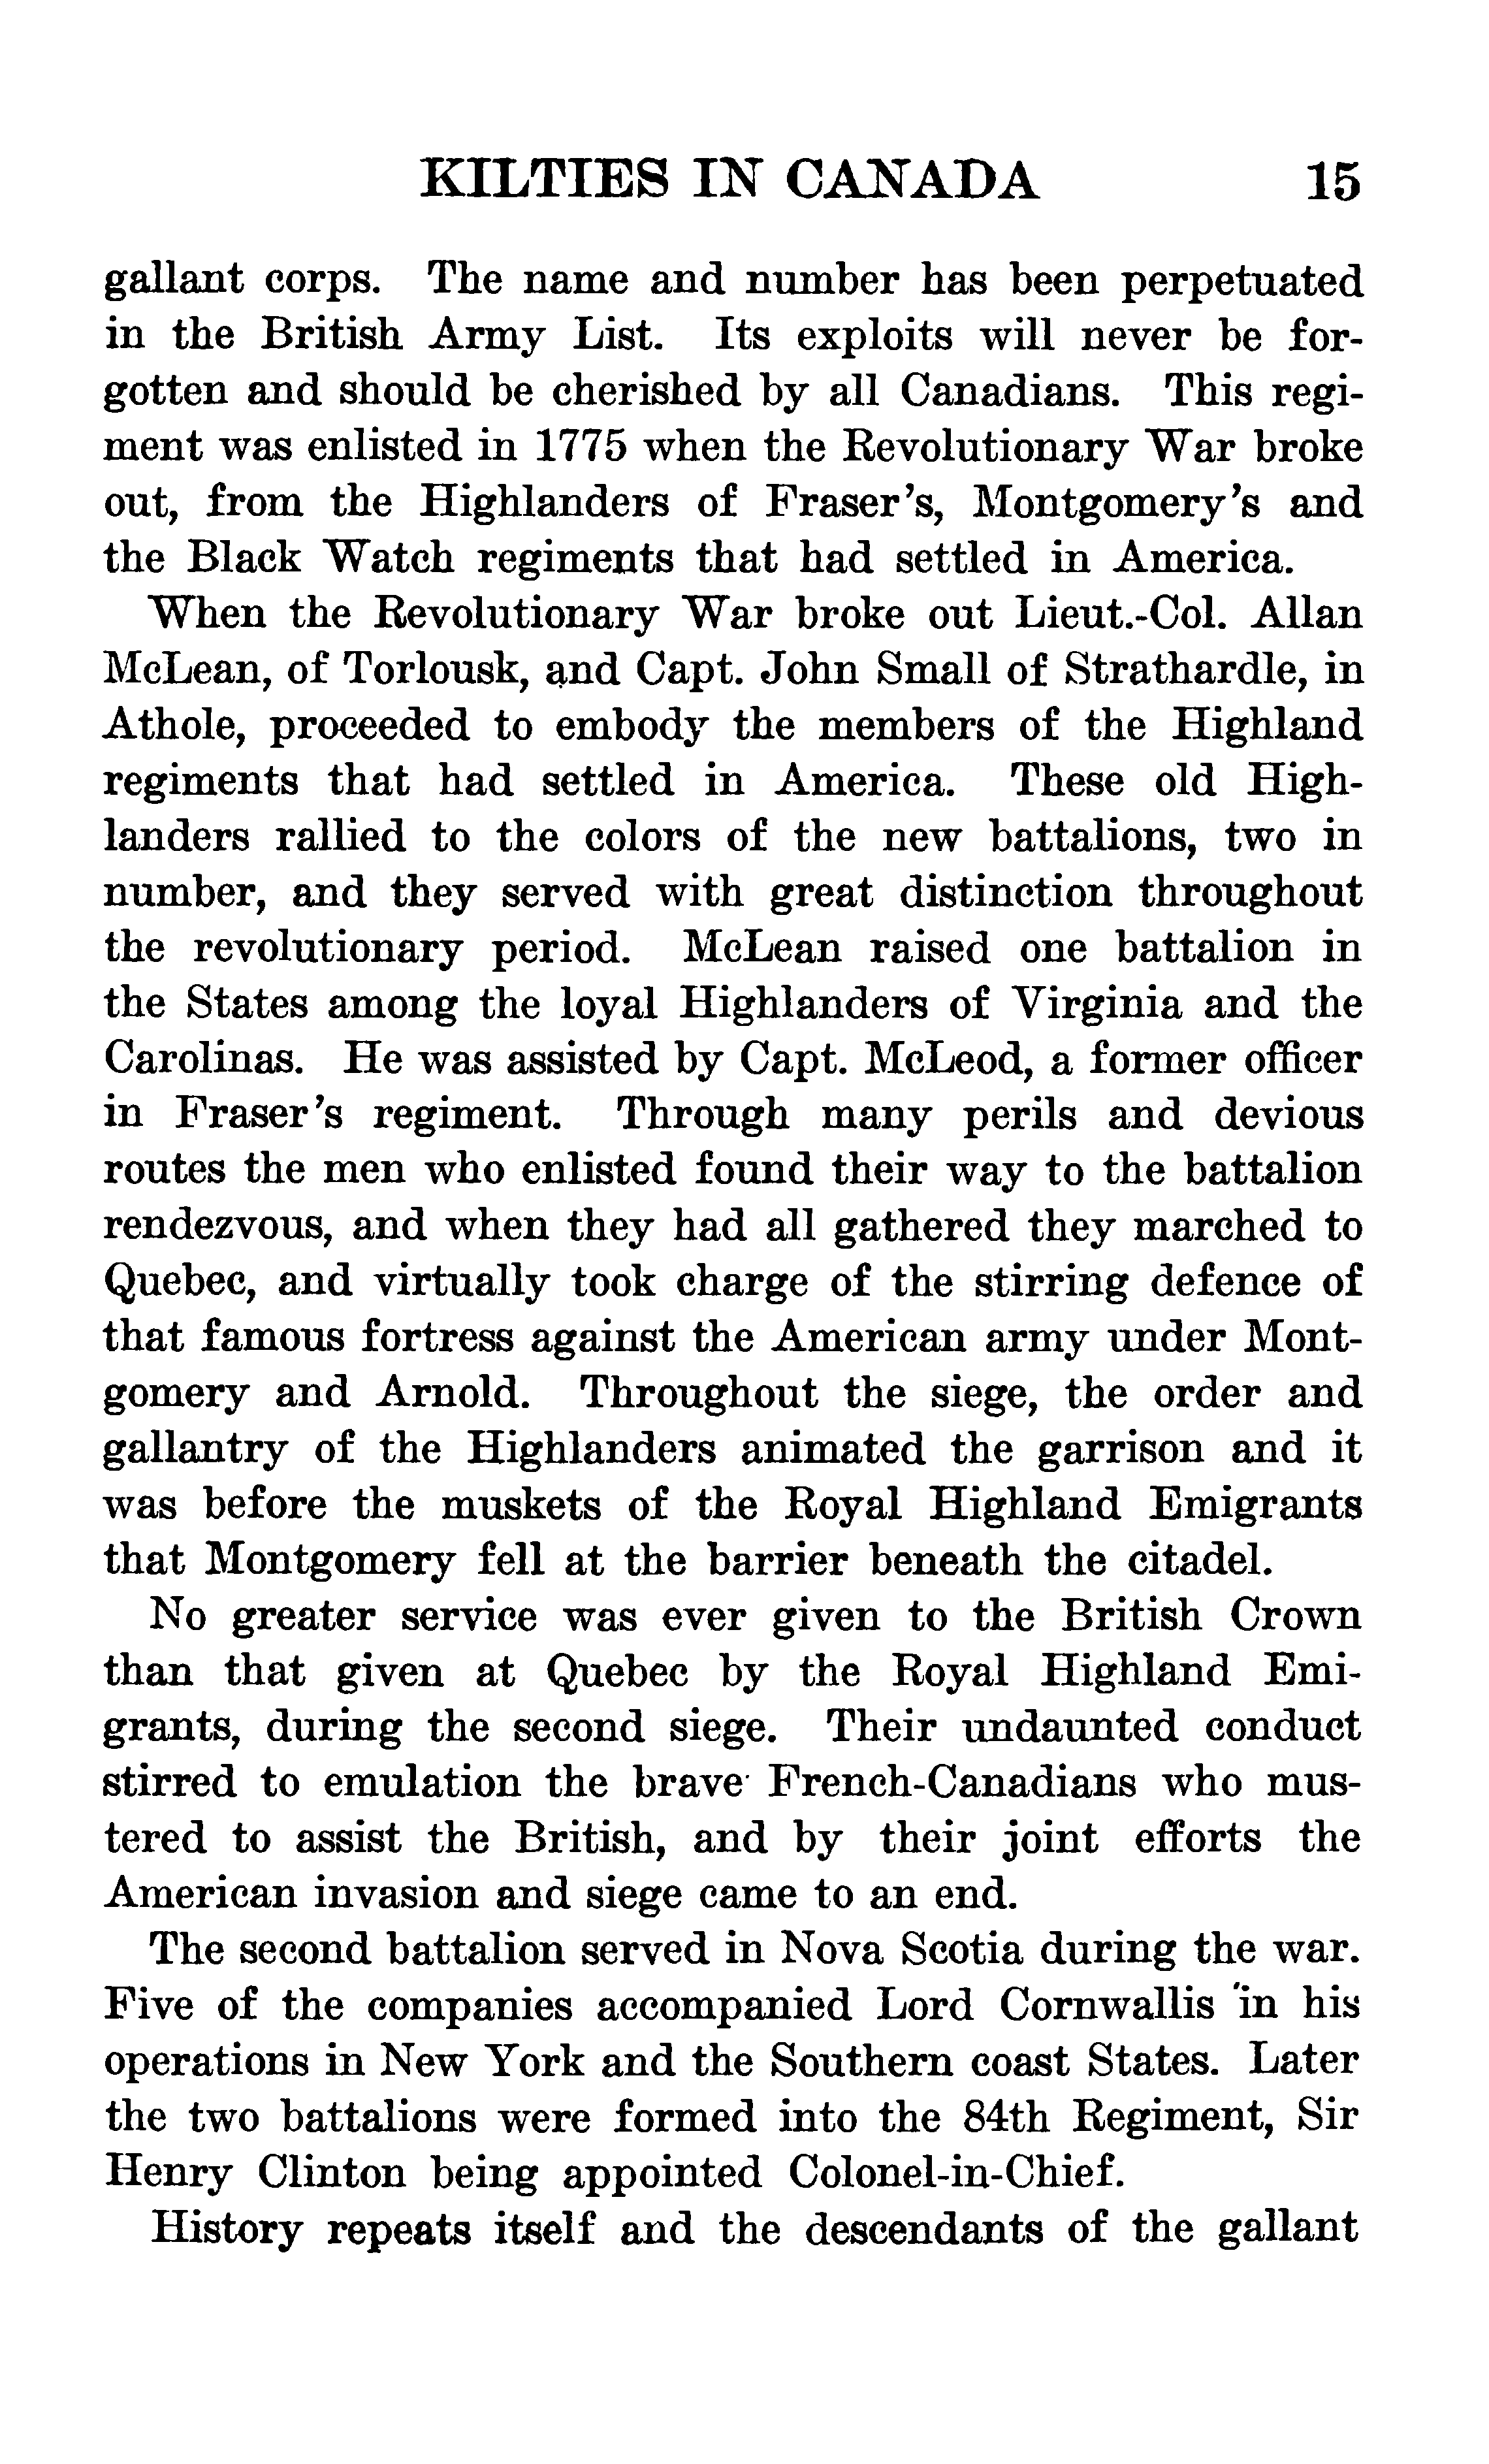 KILTIES IN CANADA 15
gallant corps. The name and number has been perpetuated
in the British Army List. Its exploits will never be for-
gotten and should be cherished by all Canadians. This regi-
ment was enlisted in 1775 when the Revolutionary War broke
out, from the Highlanders of Fraser's, Montgomery's and
the Black Watch regiments that had settled in America.
When the Revolutionary War broke out Lieut.-Col. Allan
McLean, of Torlousk, and Capt. John Small of Strathardle, in
Athole, proceeded to embody the members of the Highland
regiments that had settled in America. These old High-
landers rallied to the colors of the new battalions, two in
number, and they served with great distinction throughout
the revolutionary period. McLean raised one battalion in
the States among the loyal Highlanders of Virginia and the
Carolinas. He was assisted by Capt. McLeod, a former officer
in Fraser's regiment. Through many perils and devious
routes the men who enlisted found their way to the battalion
rendezvous, and when they had all gathered they marched to
Quebec, and virtually took charge of the stirring defence of
that famous fortress against the American army under Mont-
gomery and Arnold. Throughout the siege, the order and
gallantry of the Highlanders animated the garrison and it
was before the muskets of the Royal Highland Emigrants
that Montgomery fell at the barrier beneath the citadel.
No greater service was ever given to the British Crown
than that given at Quebec by the Royal Highland Emi-
grants, during the second siege. Their undaunted conduct
stirred to emulation the brave French-Canadians who mus-
tered to assist the British, and by their joint efforts the
American invasion and siege came to an end.
The second battalion served in Nova Scotia during the war.
Five of the companies accompanied Lord Cornwallis in his
operations in New York and the Southern coast States. Later
the two battalions were formed into the 84th Regiment, Sir
Henry Clinton being appointed Colonel-in-Chief.
History repeats itself and the descendants of the gallant